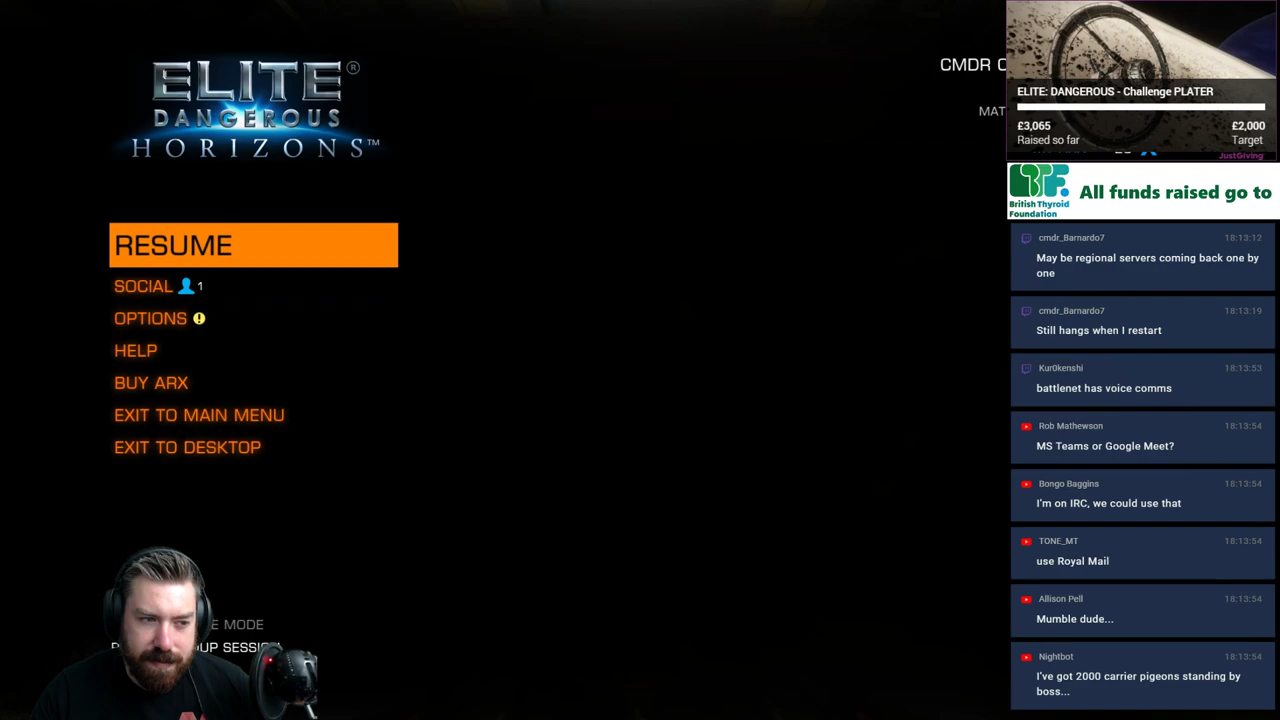 ELITE®
DANGEROUS
HORIZONS™
RESUME
SOCIAL 1
OPTIONS
HELP
BUY ARX
EXIT TO MAIN MENU
EXIT TO DESKTOP
E MODE
UP SESSION
CMDR C
MAT
ELITE: DANGEROUS - Challenge PLATER
£3,065 £2,000
Raised so far Target
JustGiving
BTF
British Thyroid
Foundation
All funds raised go to
cmdr_Barnardo7 18:13:12
May be regional servers coming back one by
one
cmdr_Barnardo7 18:13:19
Still hangs when I restart
Kur0kenshi 18:13:53
battlenet has voice comms
Rob Mathewson 18:13:54
MS Teams or Google Meet?
Bongo Baggins 18:13:54
I'm on IRC, we could use that
TONE_MT 18:13:54
use Royal Mail
Allison Pell 18:13:54
Mumble dude...
Nightbot 18:13:54
I've got 2000 carrier pigeons standing by
boss...